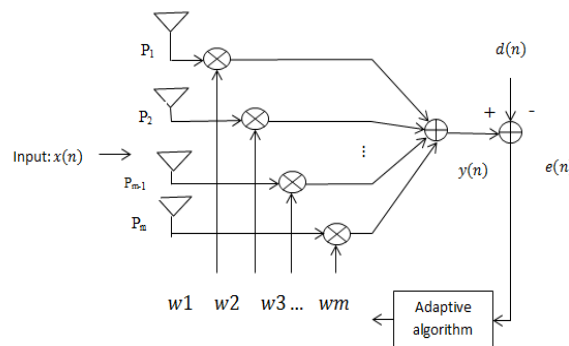 P1
d(n)
+ -
P2
Input: x(n)
⋮
y(n)
e(n
Pm-1
Pm
w1 w2 w3 ... wm
Adaptive
algorithm